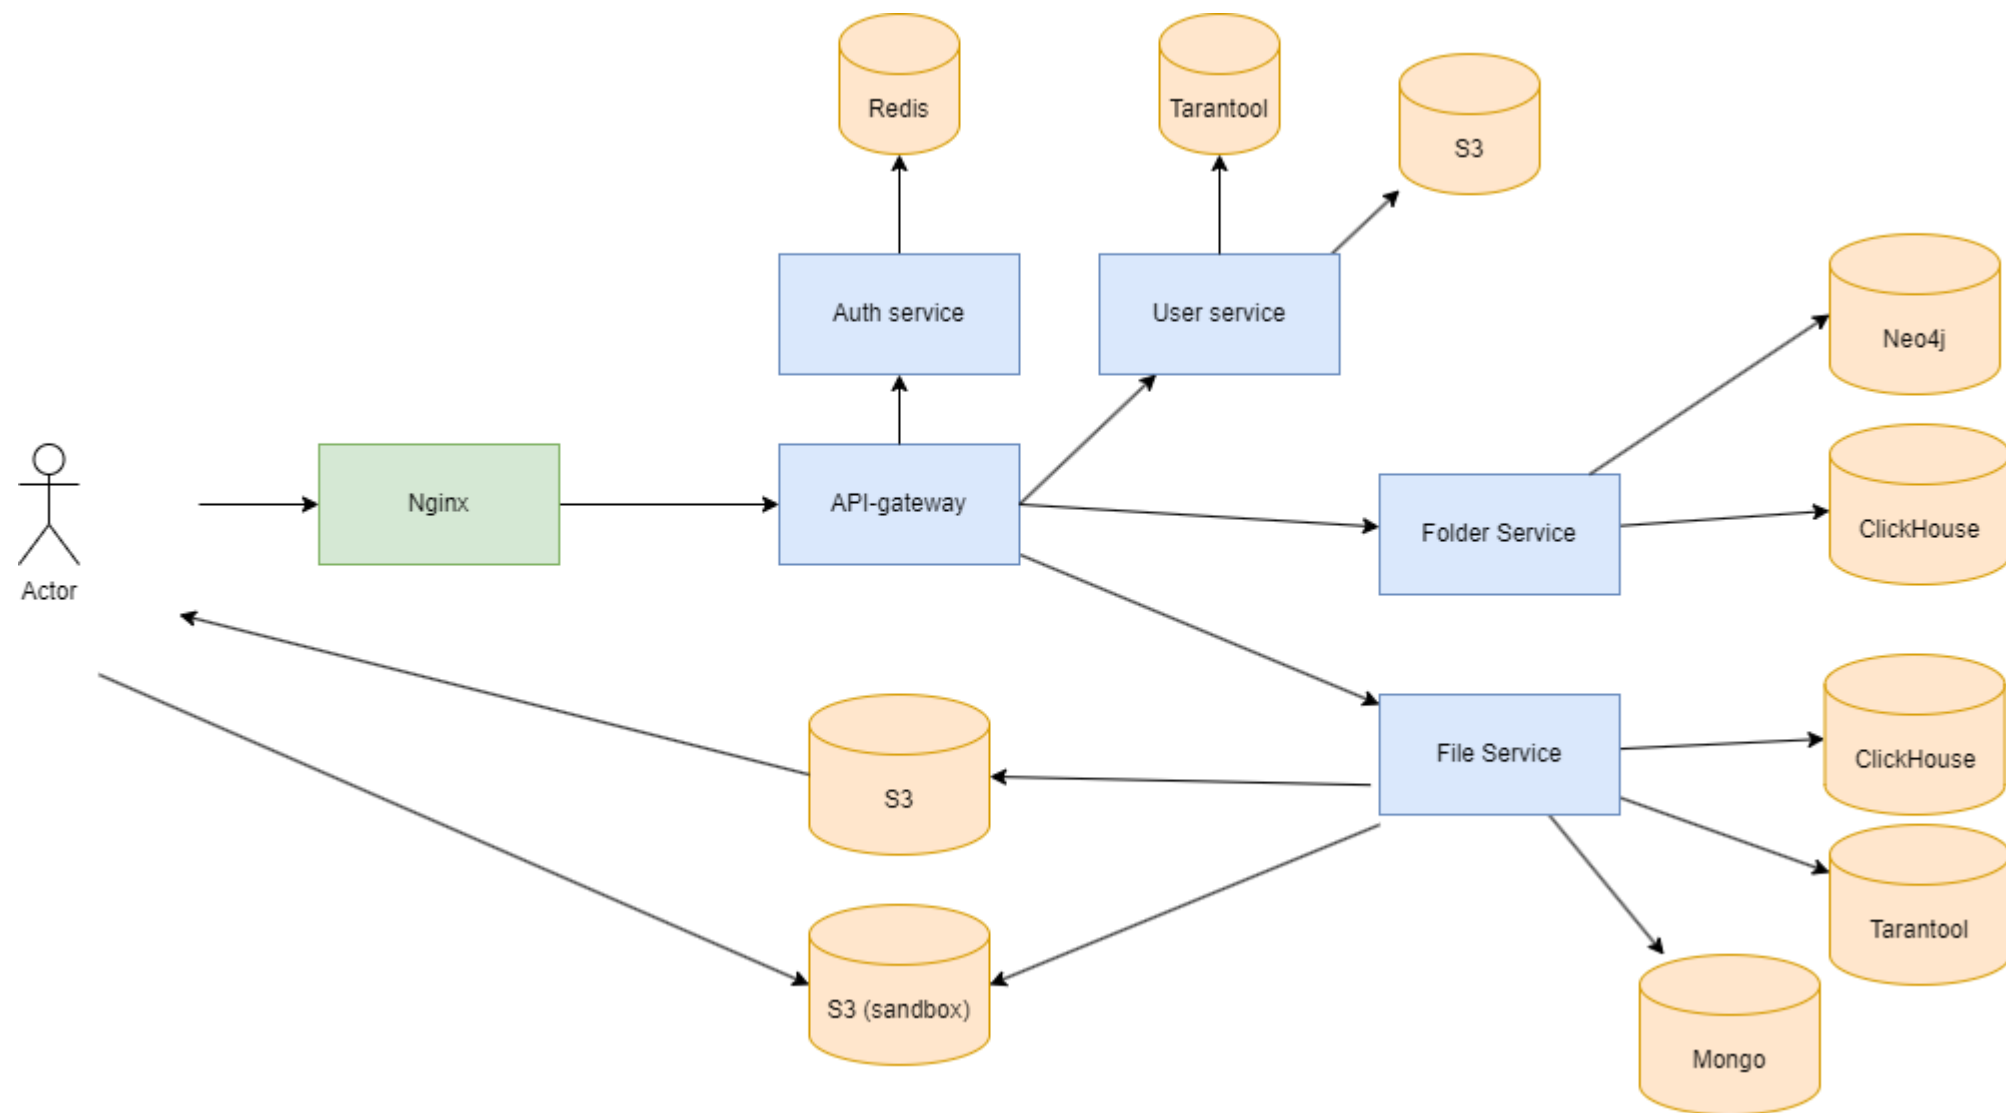 Redis
Tarantool
S3
Auth service
User service
Neo4j
Actor
Nginx
API-gateway
Folder Service
ClickHouse
S3
File Service
ClickHouse
Tarantool
S3 (sandbox)
Mongo